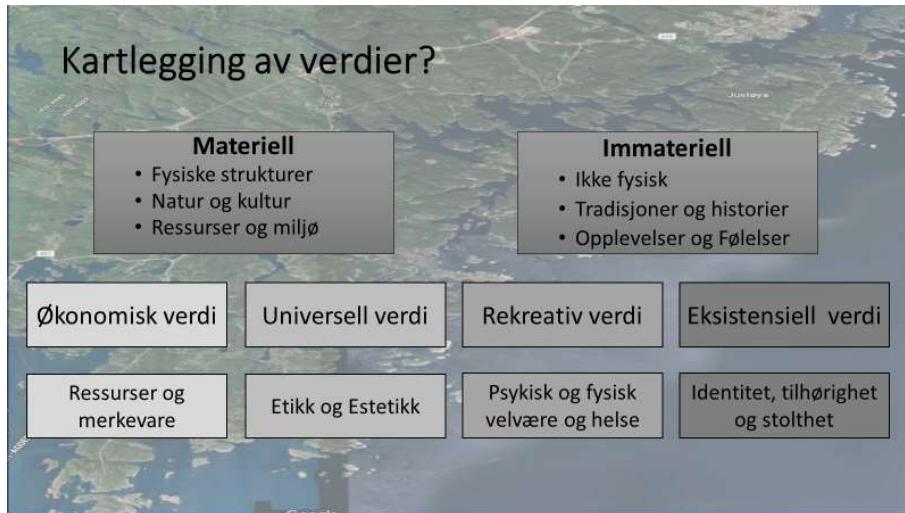 Kartlegging av verdier?
Justøya
Materiell
• Fysiske strukturer
• Natur og kultur
• Ressurser og miljø
Immateriell
• Ikke fysisk
• Tradisjoner og historier
• Opplevelser og Følelser
Økonomisk verdi
Universell verdi
Rekreativ verdi
Eksistensiell verdi
Ressurser og
merkevare
Etikk og Estetikk
Psykisk og fysisk
velvære og helse
Identitet, tilhørighet
og stolthet
Google